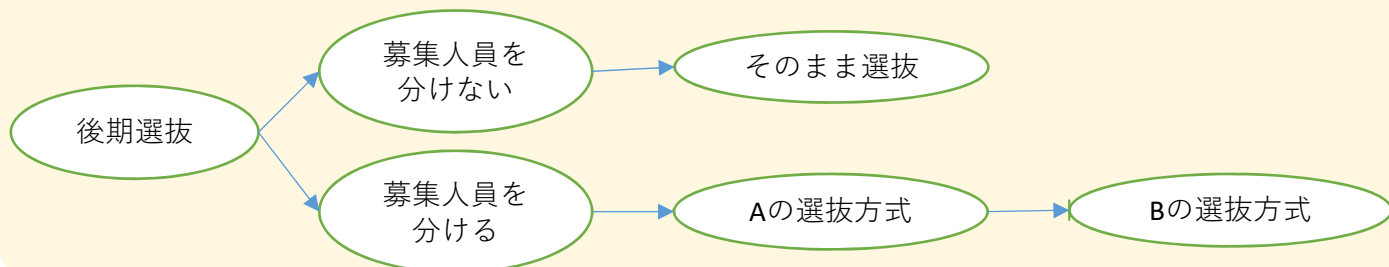 後期選抜
募集人員を
分けない
そのまま選抜
募集人員を
分ける
Aの選抜方式
Bの選抜方式